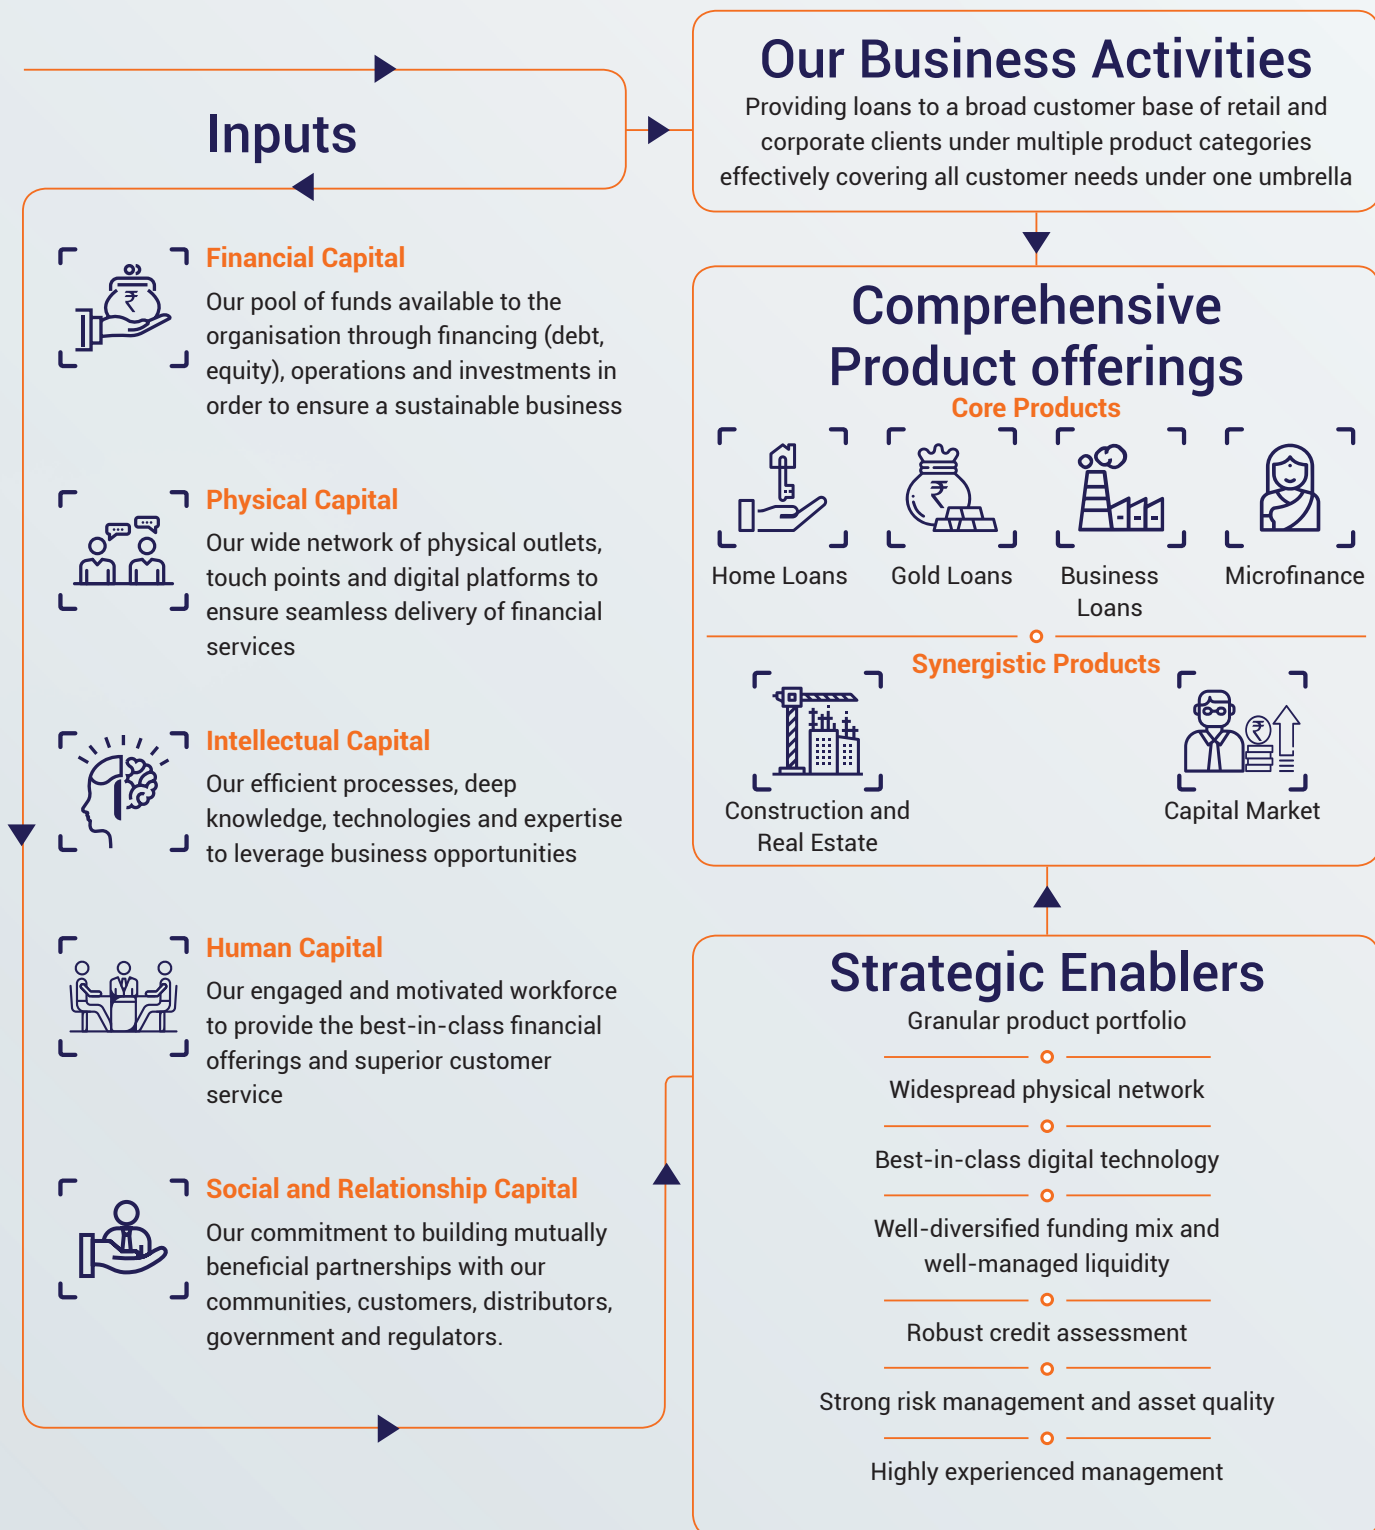 Inputs
Financial Capital
Our pool of funds available to the
organisation through financing (debt,
equity), operations and investments in
order to ensure a sustainable business
Physical Capital
Our wide network of physical outlets,
touch points and digital platforms to
ensure seamless delivery of financial
services
Intellectual Capital
Our efficient processes, deep
knowledge, technologies and expertise
to leverage business opportunities
Human Capital
Our engaged and motivated workforce
to provide the best-in-class financial
offerings and superior customer
service
Social and Relationship Capital
Our commitment to building mutually
beneficial partnerships with our
communities, customers, distributors,
government and regulators.
Our Business Activities
Providing loans to a broad customer base of retail and
corporate clients under multiple product categories
effectively covering all customer needs under one umbrella
Comprehensive
Product offerings
Core Products
Home Loans
Gold Loans
Business
Loans
Microfinance
Synergistic Products
Construction and
Real Estate
Capital Market
Strategic Enablers
Granular product portfolio
Widespread physical network
Best-in-class digital technology
Well-diversified funding mix and
well-managed liquidity
Robust credit assessment
Strong risk management and asset quality
Highly experienced management